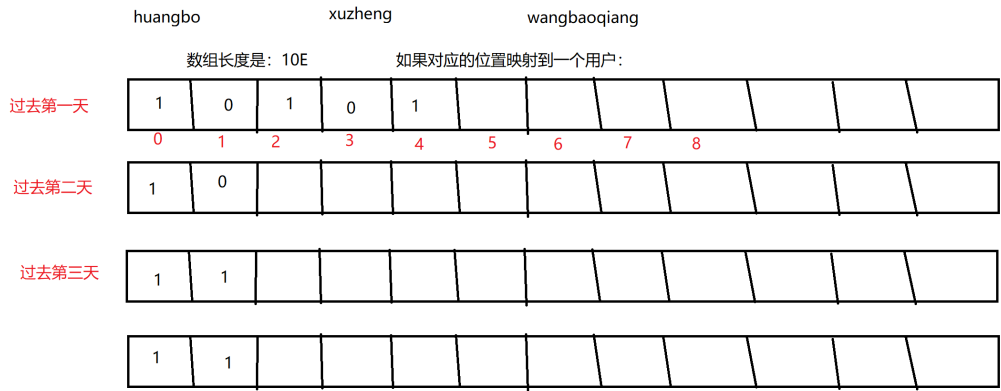 huangbo xuzheng wangbaoqiang
数组长度是：10E 如果对应的位置映射到一个用户：
过去第一天 1 0 1 0 1
0 1 2 3 4 5 6 7 8
过去第二天 1 0
过去第三天 1 1
1 1